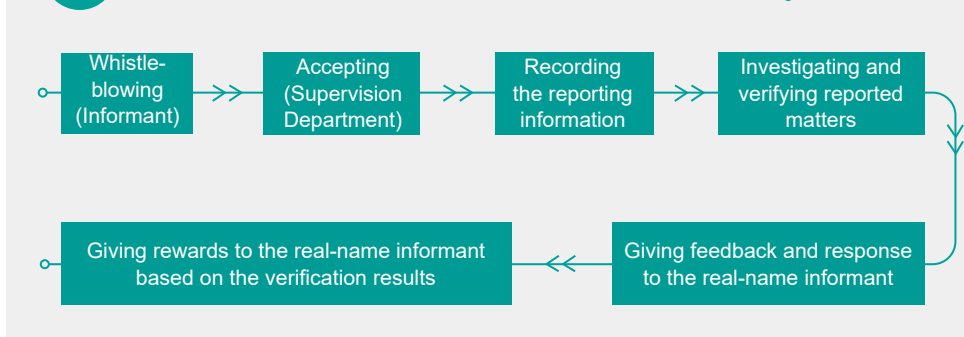 Whistle-
blowing
(Informant)
Accepting
(Supervision
Department)
Recording
the reporting
information
Investigating and
verifying reported
matters
Giving feedback and response
to the real-name informant
Giving rewards to the real-name informant
based on the verification results